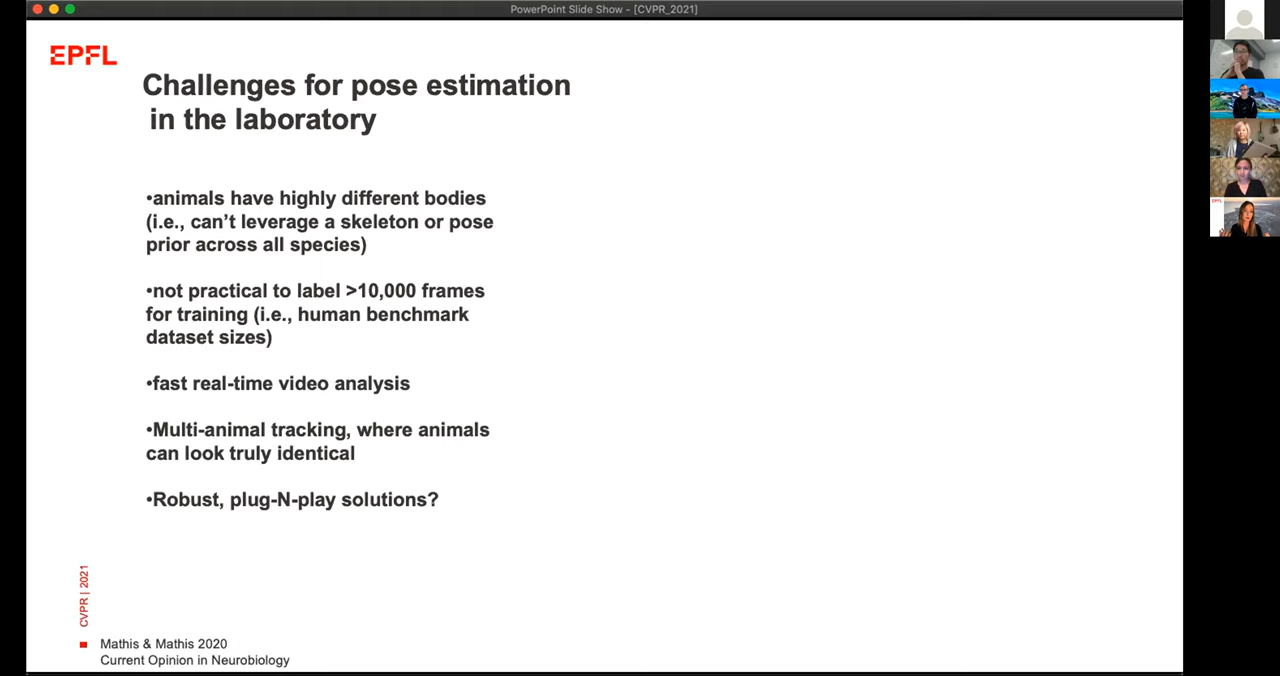 PowerPoint Slide Show - [CVPR_2021]
EPFL
Challenges for pose estimation
in the laboratory
•animals have highly different bodies
(i.e., can’t leverage a skeleton or pose
prior across all species)
•not practical to label >10,000 frames
for training (i.e., human benchmark
dataset sizes)
•fast real-time video analysis
•Multi-animal tracking, where animals
can look truly identical
•Robust, plug-N-play solutions?
CVPR | 2021
Mathis & Mathis 2020
Current Opinion in Neurobiology
EPFL